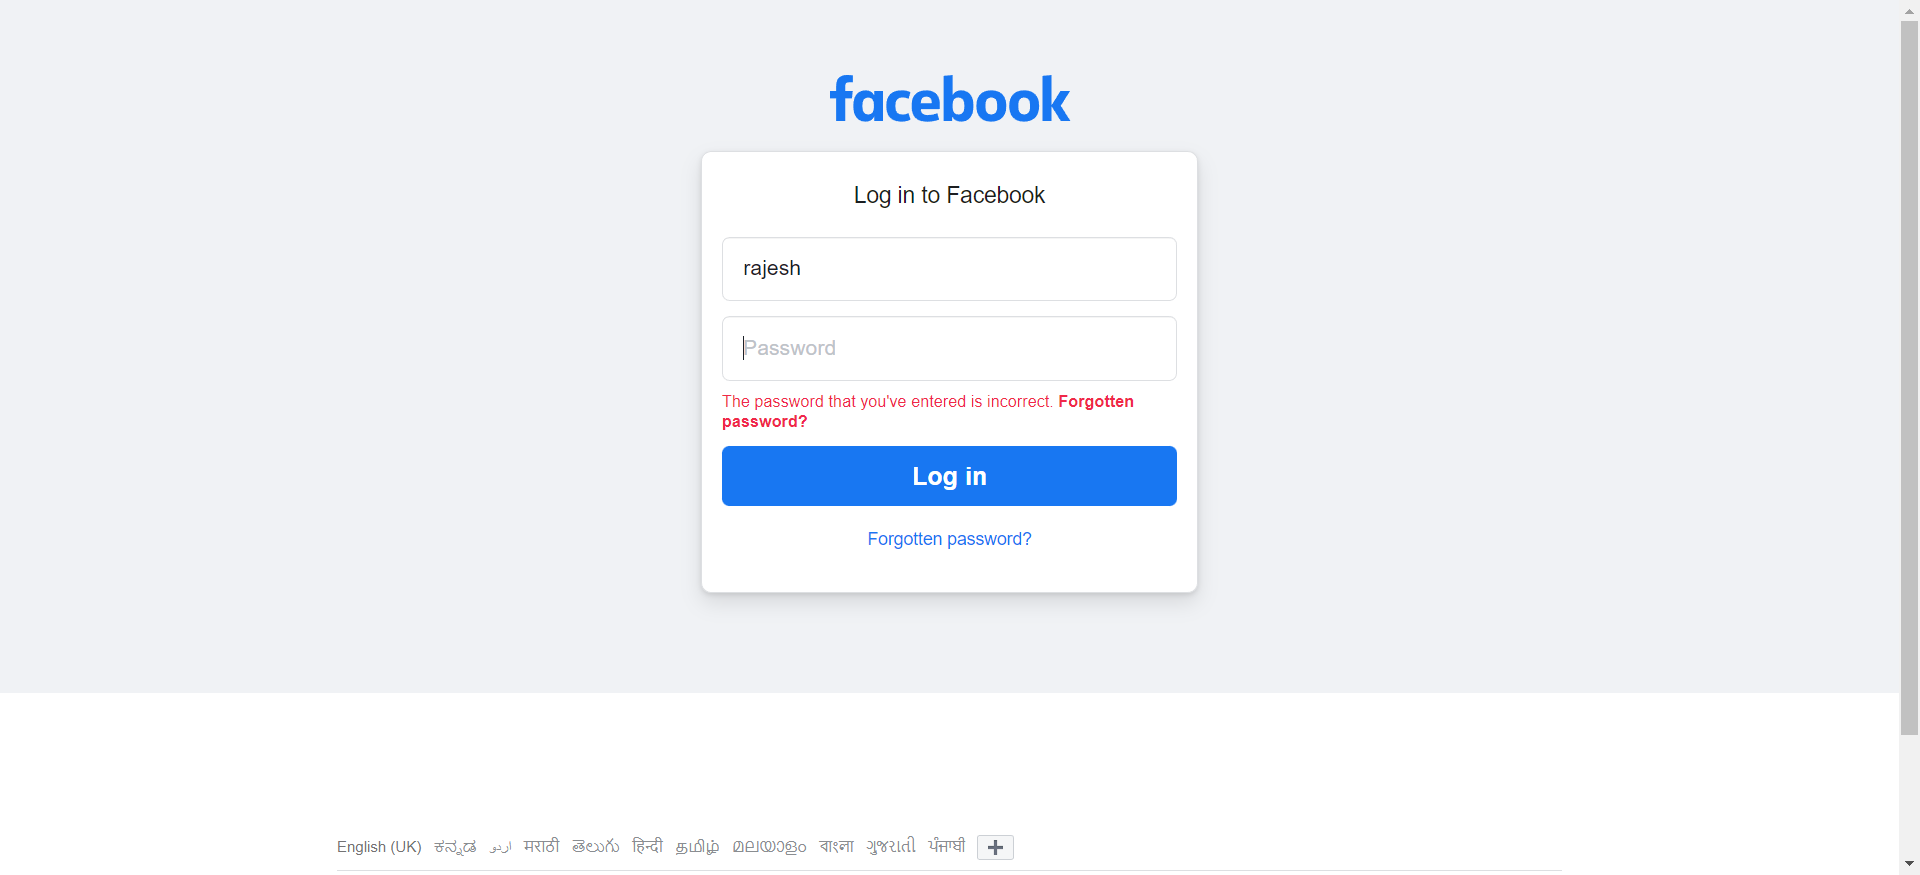 facebook
Log in to Facebook
rajesh
Password
The password that you've entered is incorrect. Forgotten
password?
Log in
Forgotten password?
English (UK) ಕನ್ನಡ اردو मराठी తెలుగు हिन्दी தமிழ் മലയാളം বাংলা ગુજરાતી ਪੰਜਾਬੀ